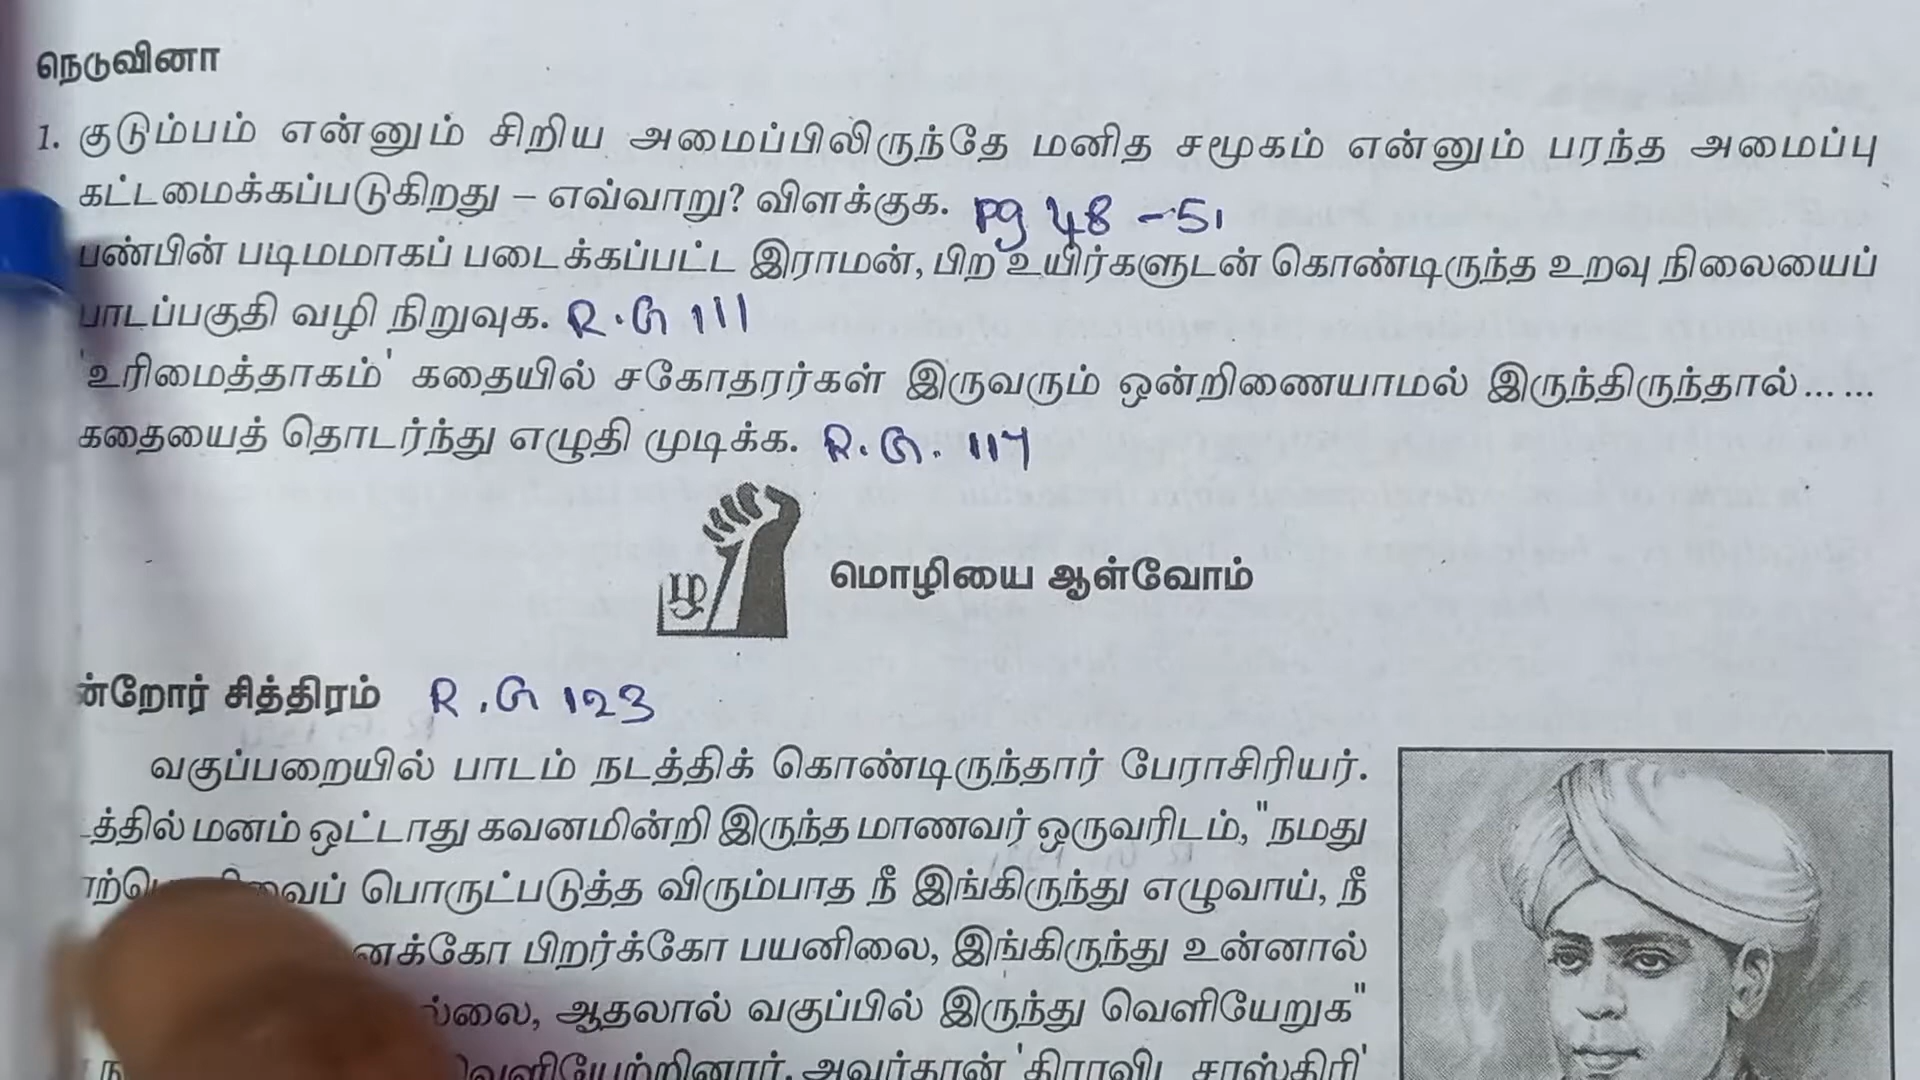 நெடுவினா
1. குடும்பம் என்னும் சிறிய அமைப்பிலிருந்தே மனித சமூகம் என்னும் பரந்த அமைப்பு
கட்டமைக்கப்படுகிறது – எவ்வாறு? விளக்குக. Pg 48 - 51
பண்பின் படிமமாகப் படைக்கப்பட்ட இராமன், பிற உயிர்களுடன் கொண்டிருந்த உறவு நிலையைப்
பாடப்பகுதி வழி நிறுவுக. R.G 111
'உரிமைத்தாகம்' கதையில் சகோதரர்கள் இருவரும் ஒன்றிணையாமல் இருந்திருந்தால்... ...
கதையைத் தொடர்ந்து எழுதி முடிக்க. R.G. 117
ழ
மொழியை ஆள்வோம்
ன்றோர் சித்திரம் R.G 123
வகுப்பறையில் பாடம் நடத்திக் கொண்டிருந்தார் பேராசிரியர்.
த்தில் மனம் ஒட்டாது கவனமின்றி இருந்த மாணவர் ஒருவரிடம், "நமது
பொருட்படுத்த விரும்பாத நீ இங்கிருந்து எழுவாய், நீ
னக்கோ பிறர்க்கோ பயனிலை, இங்கிருந்து உன்னால்
ல்லை, ஆதலால் வகுப்பில் இருந்து வெளியேறுக"
வெளியேற்றினார். அவர்தான் 'திராவிட சாஸ்திரி'